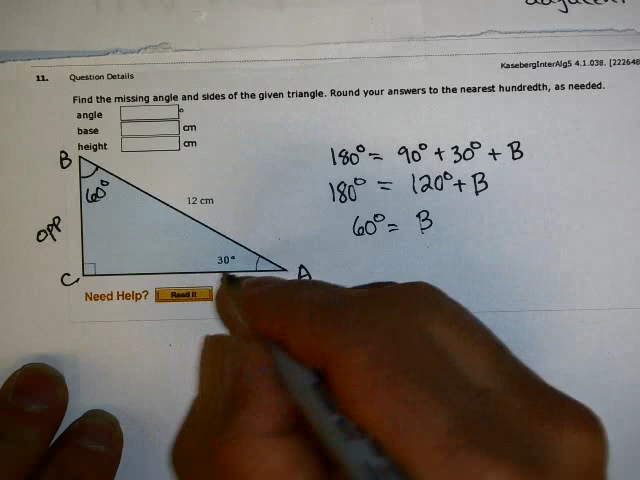 adjacent
KasebergInterAlg5 4.1.038. [222648
11. Question Details
Find the missing angle and sides of the given triangle. Round your answers to the nearest hundredth, as needed.
angle °
base cm
height cm
180° = 90° + 30° + B
180° = 120° + B
60° = B
B
60°
12 cm
OPP
30°
C
A
Need Help? Read It